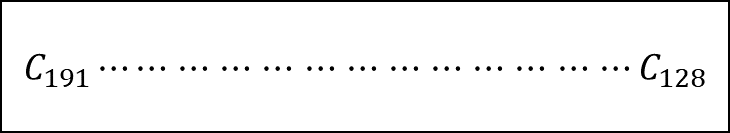 C₁₉₁ ⋯ ⋯ ⋯ ⋯ ⋯ ⋯ ⋯ ⋯ ⋯ ⋯ ⋯ ⋯ ⋯ C₁₂₈